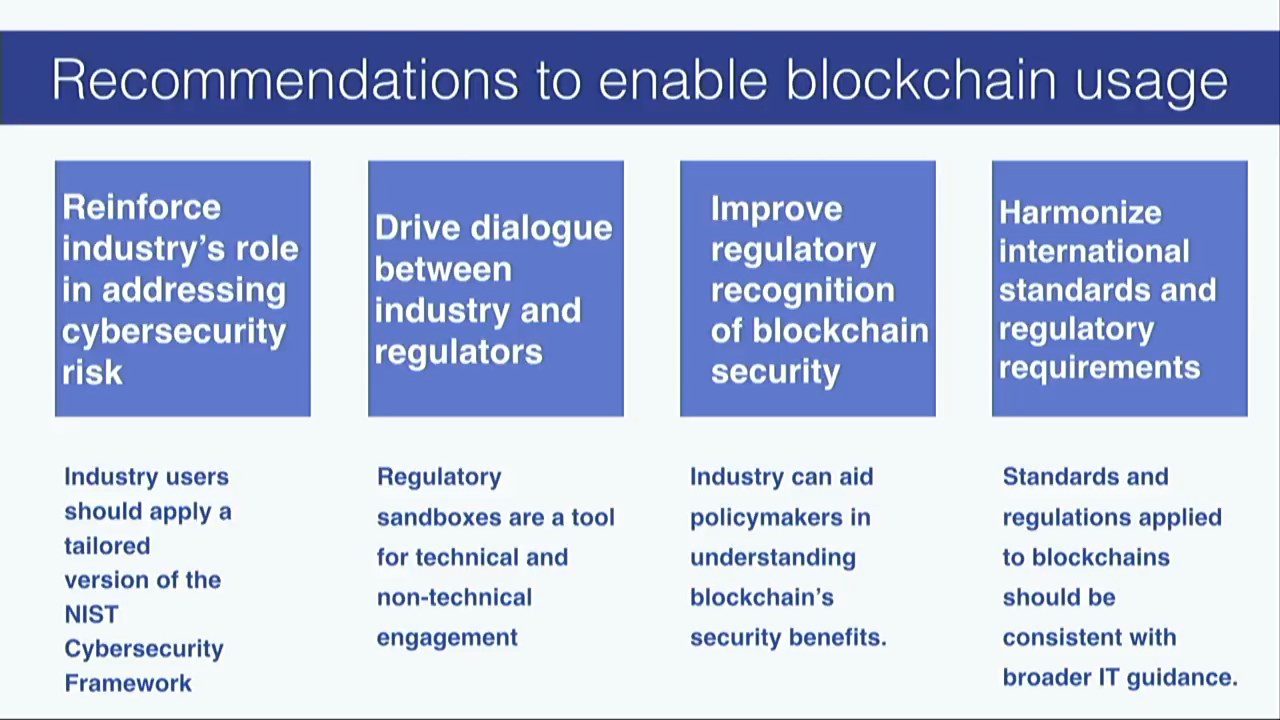 Recommendations to enable blockchain usage
Reinforce
industry’s role
in addressing
cybersecurity
risk
Drive dialogue
between
industry and
regulators
Improve
regulatory
recognition
of blockchain
security
Harmonize
international
standards and
regulatory
requirements
Industry users
should apply a
tailored
version of the
NIST
Cybersecurity
Framework
Regulatory
sandboxes are a tool
for technical and
non-technical
engagement
Industry can aid
policymakers in
understanding
blockchain’s
security benefits.
Standards and
regulations applied
to blockchains
should be
consistent with
broader IT guidance.